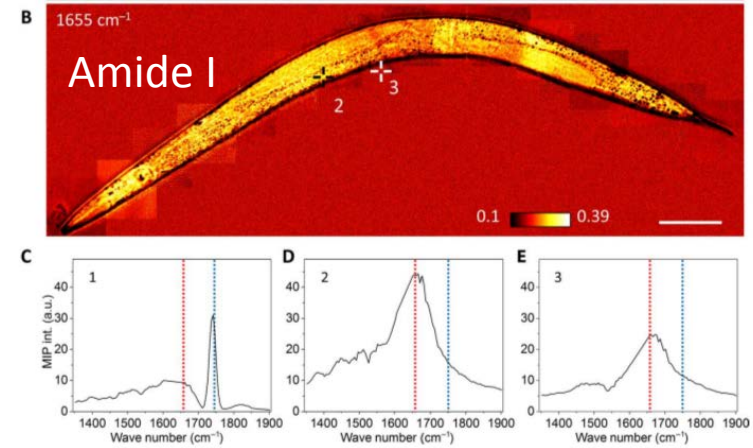 B
1655 cm⁻¹
Amide I
2
3
0.1 0.39
C D E
1 2 3
MIP int. (a.u.)
40 40 40
30 30 30
20 20 20
10 10 10
0 0 0
1400 1500 1600 1700 1800 1900 1400 1500 1600 1700 1800 1900 1400 1500 1600 1700 1800 1900
Wave number (cm⁻¹) Wave number (cm⁻¹) Wave number (cm⁻¹)